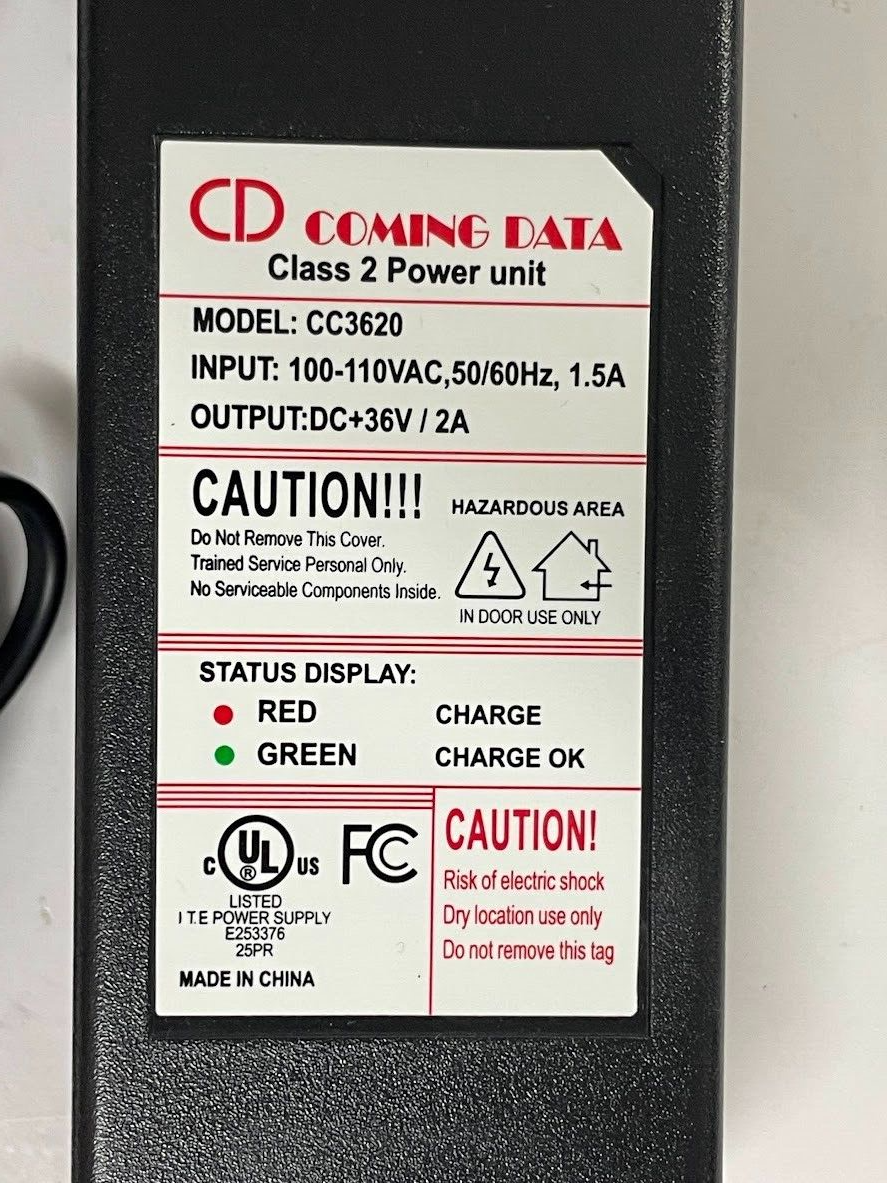 CD COMING DATA
Class 2 Power unit
MODEL: CC3620
INPUT: 100-110VAC,50/60Hz, 1.5A
OUTPUT:DC+36V / 2A
CAUTION!!!
Do Not Remove This Cover.
Trained Service Personal Only.
No Serviceable Components Inside.
HAZARDOUS AREA
IN DOOR USE ONLY
STATUS DISPLAY:
RED CHARGE
GREEN CHARGE OK
C UL ® US FC
LISTED
I T.E POWER SUPPLY
E253376
25PR
MADE IN CHINA
CAUTION!
Risk of electric shock
Dry location use only
Do not remove this tag